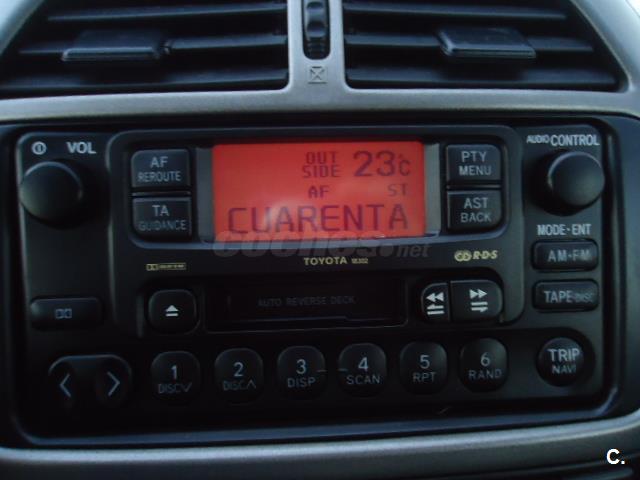 VOL
AUDIO CONTROL
AF REROUTE
OUT SIDE 23°C
PTY MENU
AF ST
TA GUIDANCE
CUARENTA
AST BACK
MODE•ENT
coches.net
TOYOTA
CD R•D•S
AM•FM
AUTO REVERSE DECK
TAPE•DISC
1 DISC∨
2 DISC∧
3 DISP
4 SCAN
5 RPT
6 RAND
TRIP NAVI
C.